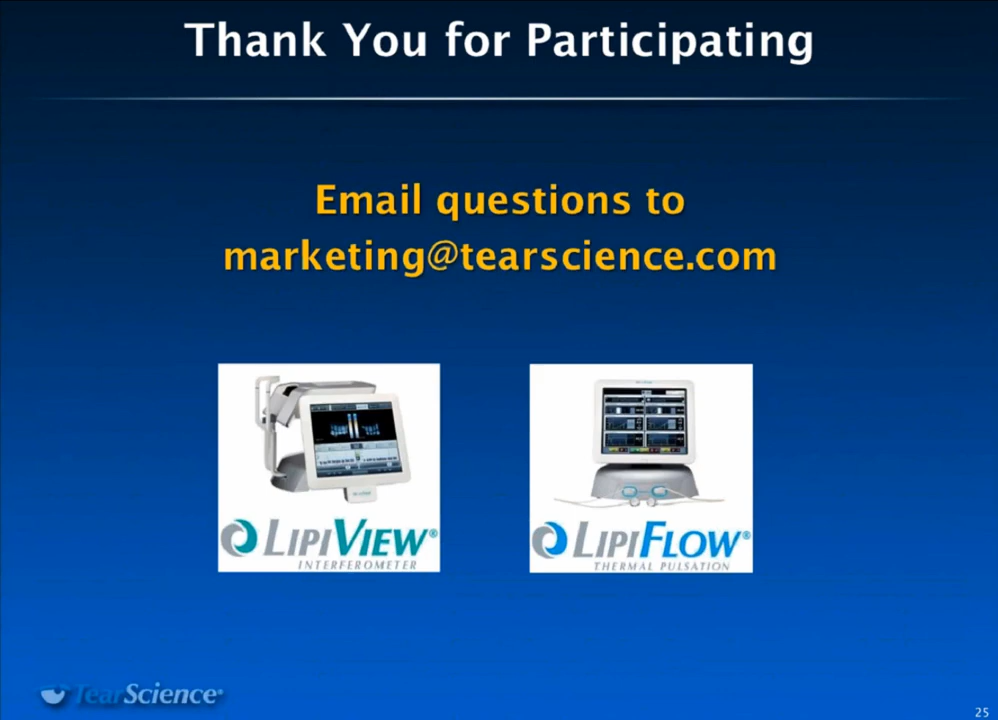 Thank You for Participating
Email questions to
marketing@tearscience.com
LIPIVIEW®
INTERFEROMETER
LIPIFLOW®
THERMAL PULSATION
TearScience®
25